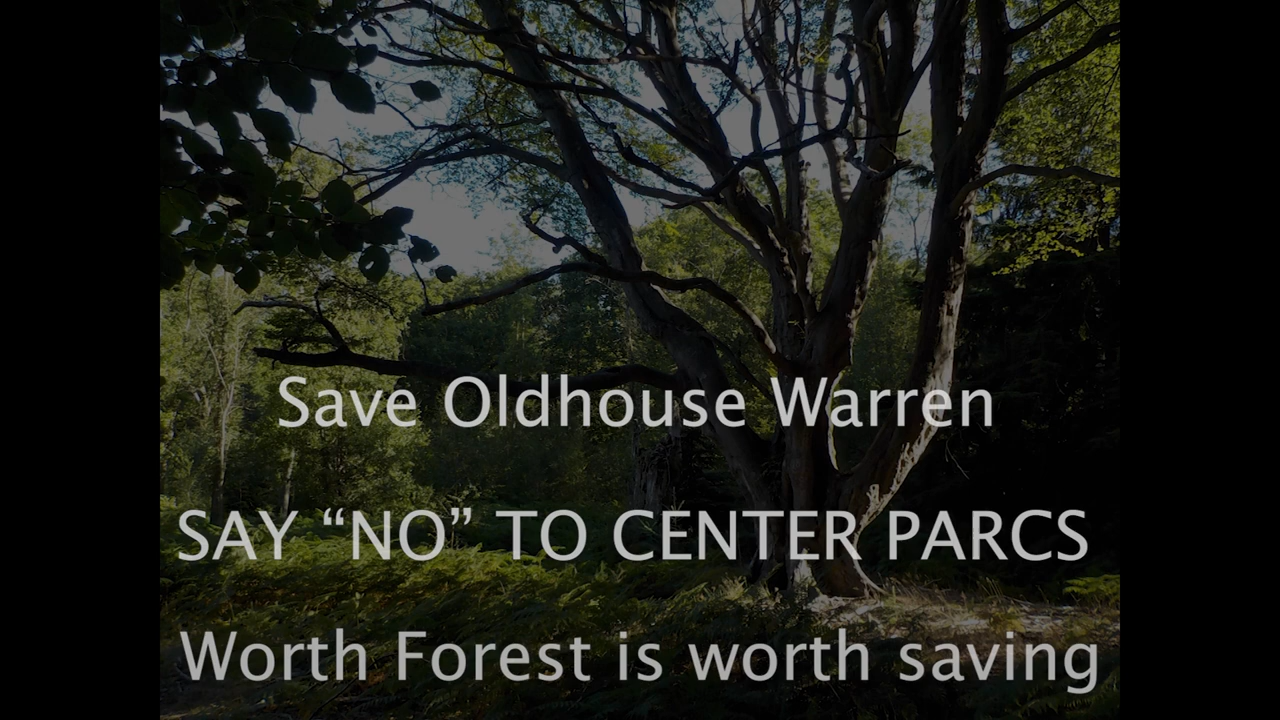 Save Oldhouse Warren
SAY “NO” TO CENTER PARCS
Worth Forest is worth saving